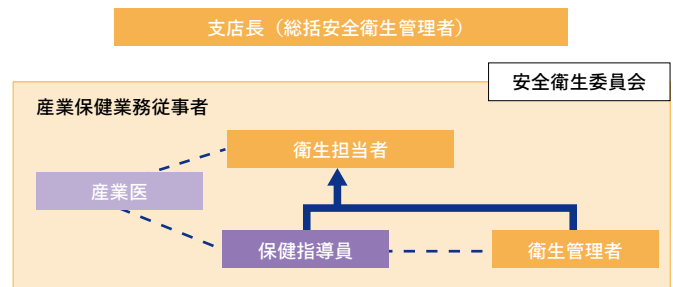 支店長（総括安全衛生管理者）
安全衛生委員会
産業保健業務従事者
衛生担当者
産業医
保健指導員
衛生管理者